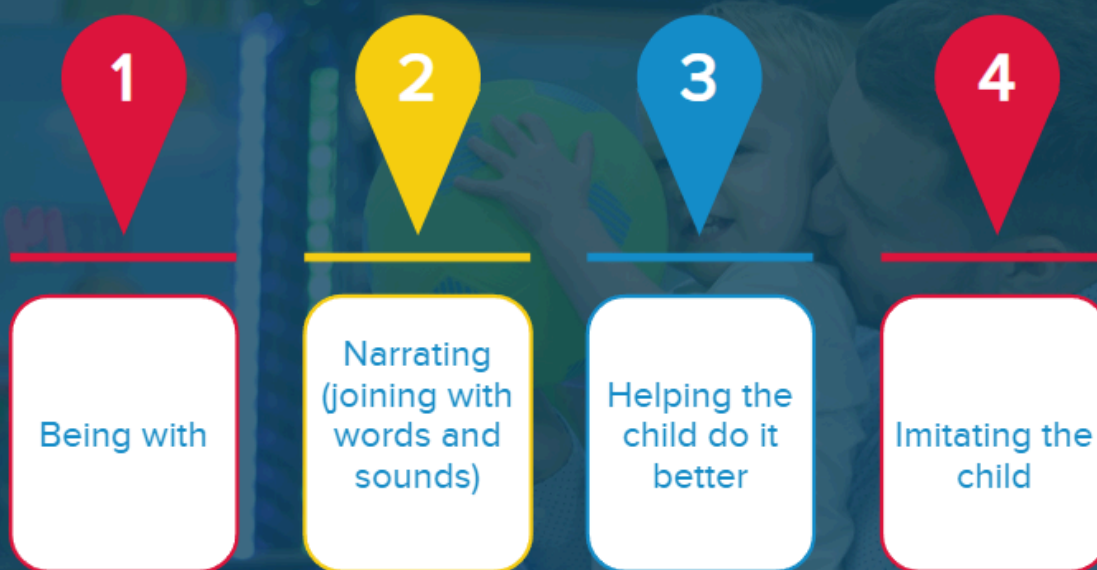 1
2
3
4
Being with
Narrating
(joining with
words and
sounds)
Helping the
child do it
better
Imitating the
child